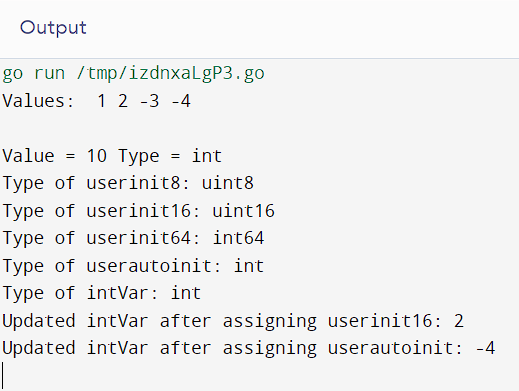 Output
go run /tmp/izdnxaLgP3.go
Values:  1 2 -3 -4
Value = 10 Type = int
Type of userinit8: uint8
Type of userinit16: uint16
Type of userinit64: int64
Type of userautoinit: int
Type of intVar: int
Updated intVar after assigning userinit16: 2
Updated intVar after assigning userautoinit: -4